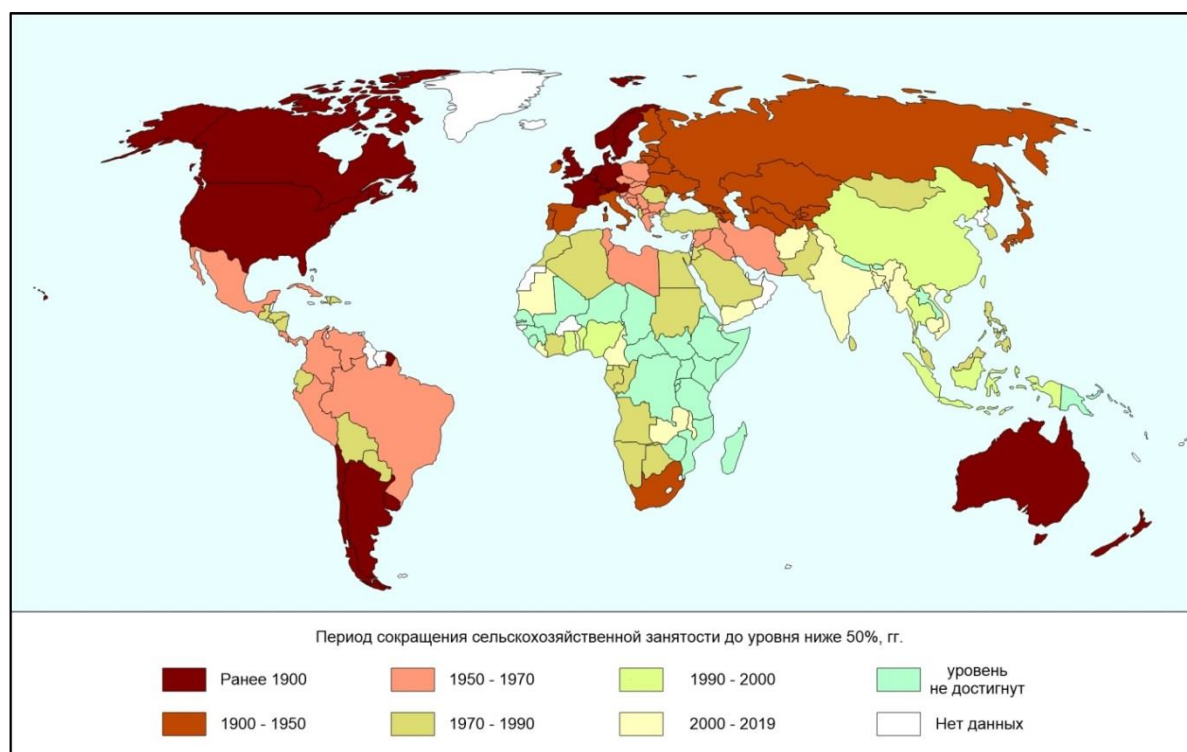 Период сокращения сельскохозяйственной занятости до уровня ниже 50%, гг.
Ранее 1900
1950 - 1970
1990 - 2000
уровень
не достигнут
1900 - 1950
1970 - 1990
2000 - 2019
Нет данных